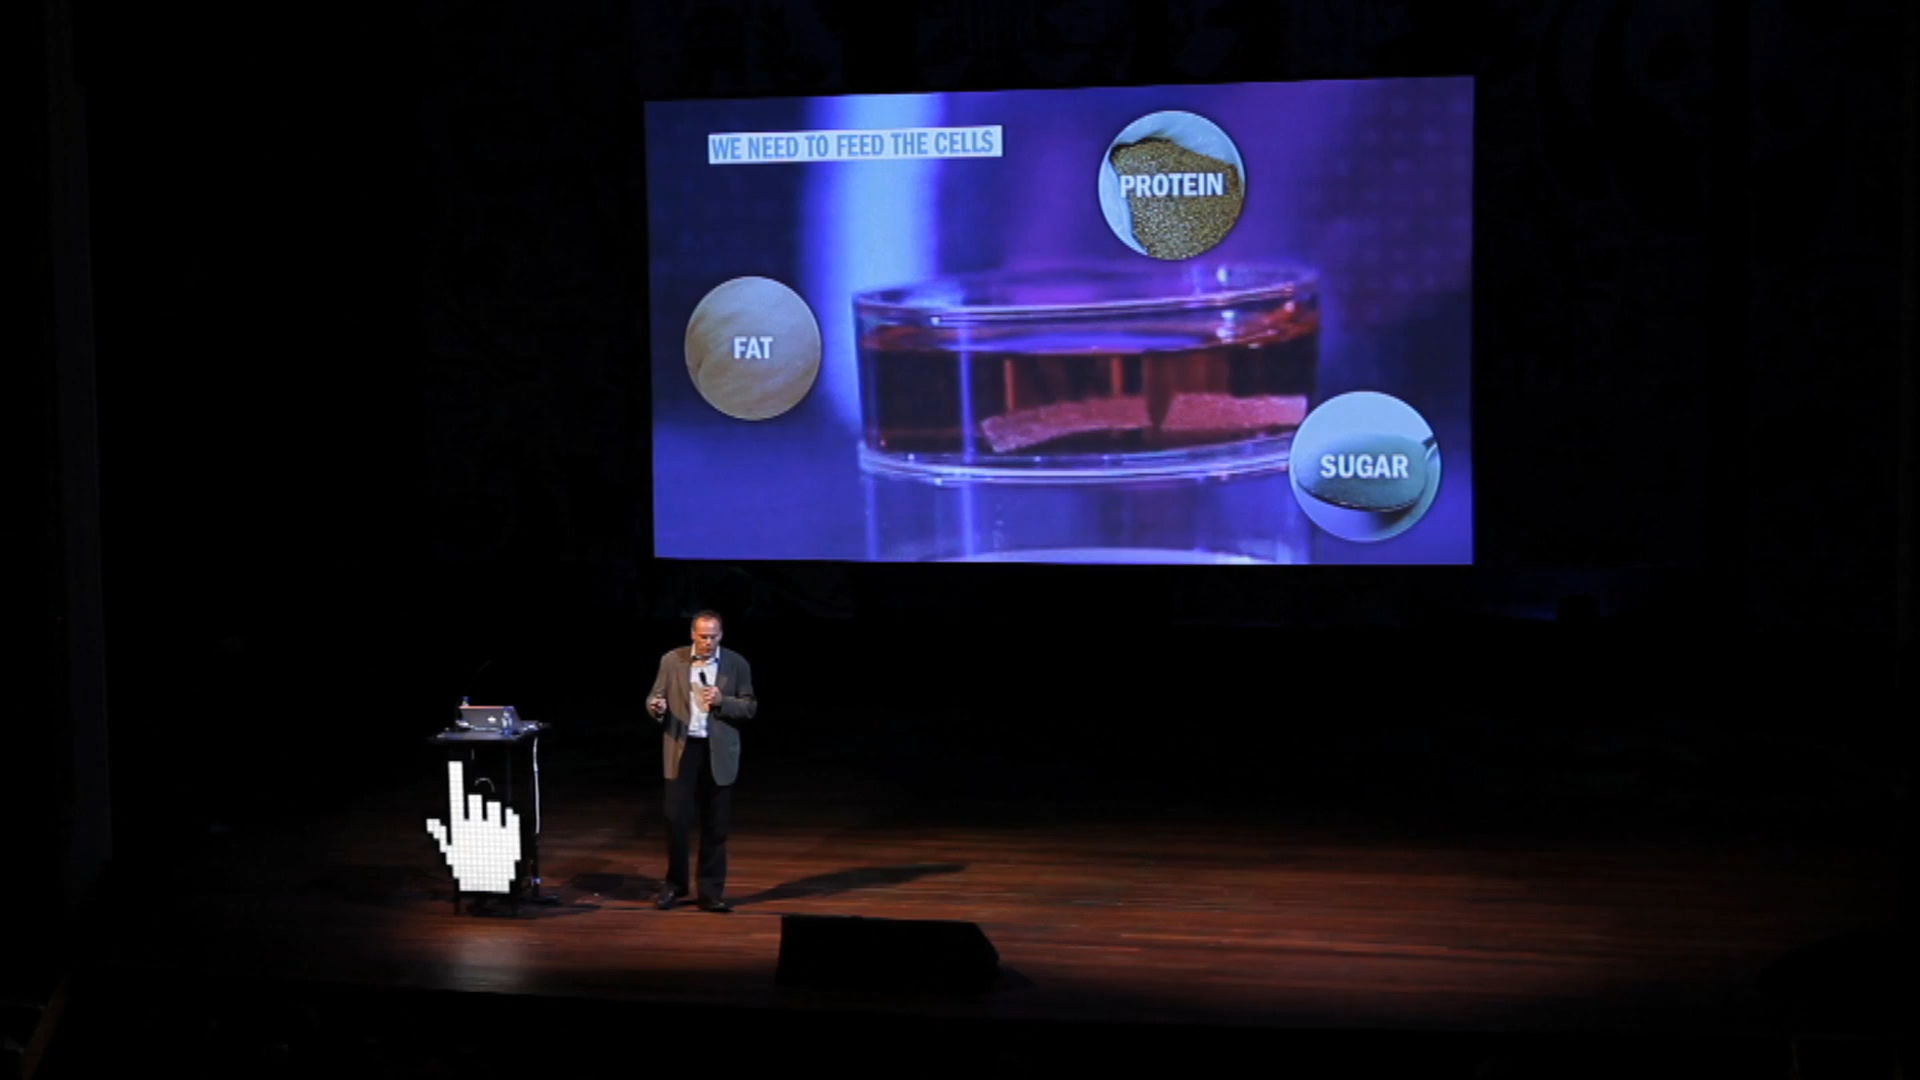 WE NEED TO FEED THE CELLS
PROTEIN
FAT
SUGAR